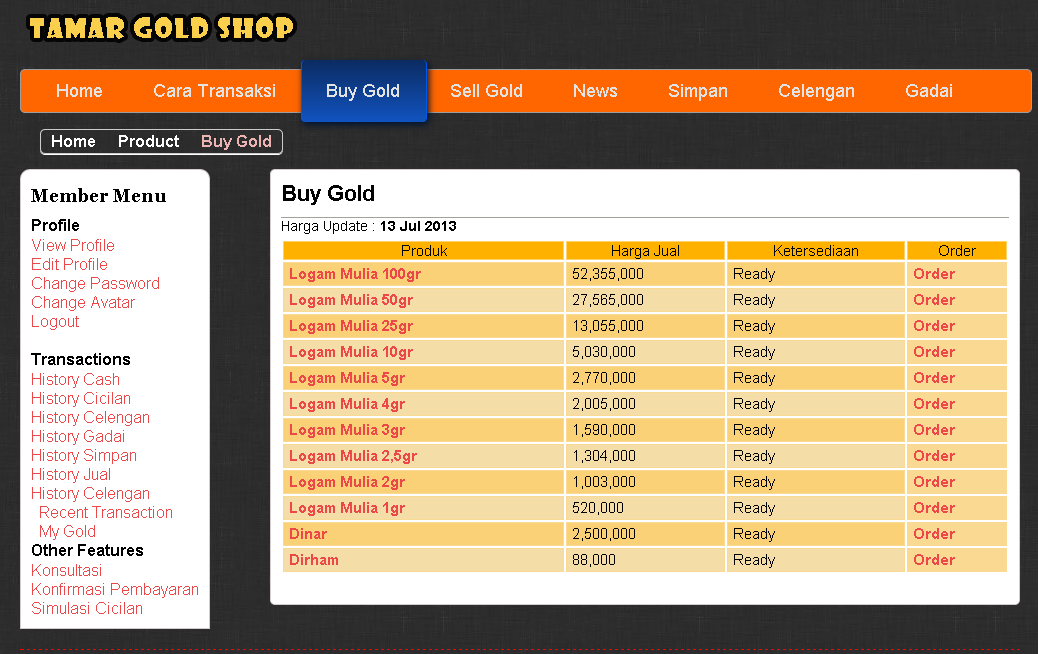 TAMAR GOLD SHOP
Home Cara Transaksi Buy Gold Sell Gold News Simpan Celengan Gadai
Home Product Buy Gold
Member Menu
Profile
View Profile
Edit Profile
Change Password
Change Avatar
Logout
Transactions
History Cash
History Cicilan
History Celengan
History Gadai
History Simpan
History Jual
History Celengan
Recent Transaction
My Gold
Other Features
Konsultasi
Konfirmasi Pembayaran
Simulasi Cicilan
Buy Gold
Harga Update : 13 Jul 2013
Produk Harga Jual Ketersediaan Order
Logam Mulia 100gr 52,355,000 Ready Order
Logam Mulia 50gr 27,565,000 Ready Order
Logam Mulia 25gr 13,055,000 Ready Order
Logam Mulia 10gr 5,030,000 Ready Order
Logam Mulia 5gr 2,770,000 Ready Order
Logam Mulia 4gr 2,005,000 Ready Order
Logam Mulia 3gr 1,590,000 Ready Order
Logam Mulia 2,5gr 1,304,000 Ready Order
Logam Mulia 2gr 1,003,000 Ready Order
Logam Mulia 1gr 520,000 Ready Order
Dinar 2,500,000 Ready Order
Dirham 88,000 Ready Order